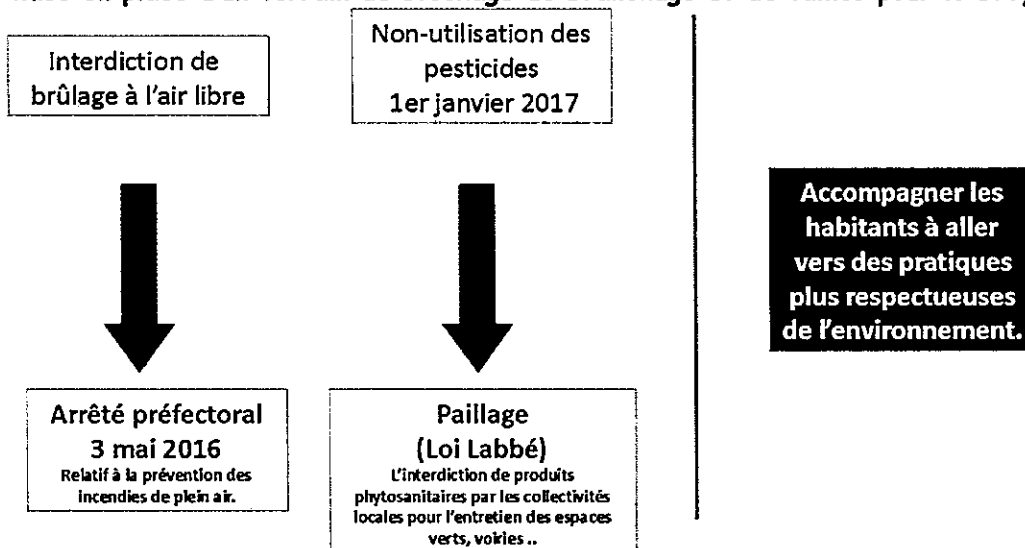 Interdiction de
brûlage à l'air libre
Non-utilisation des
pesticides
1er janvier 2017
Accompagner les
habitants à aller
vers des pratiques
plus respectueuses
de l'environnement.
Arrêté préfectoral
3 mai 2016
Relatif à la prévention des
incendies de plein air.
Paillage
(Loi Labbé)
L'interdiction de produits
phytosanitaires par les collectivités
locales pour l'entretien des espaces
verts, voiries ..